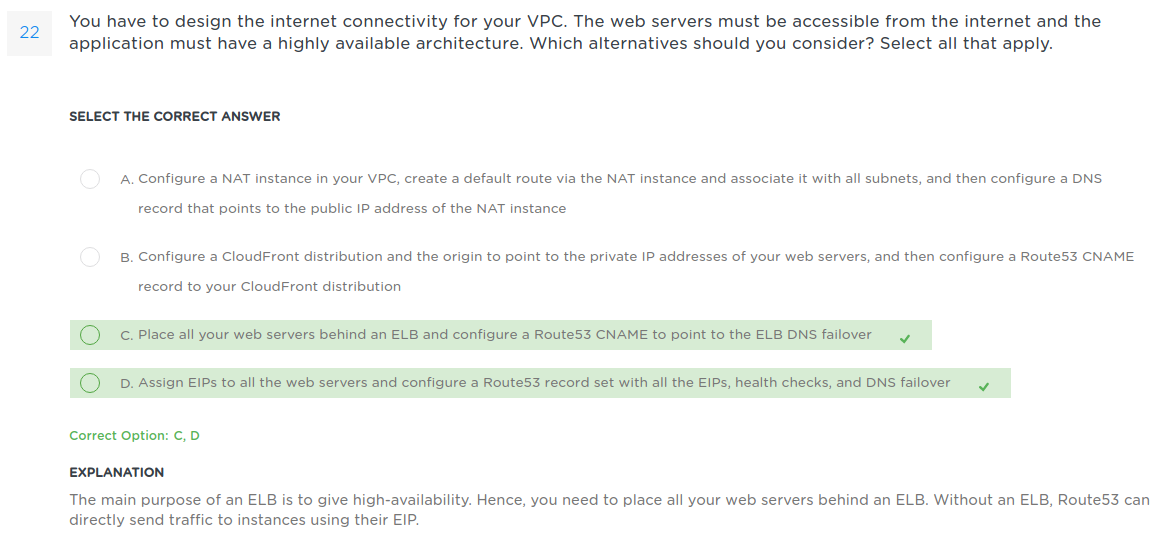 22
You have to design the internet connectivity for your VPC. The web servers must be accessible from the internet and the
application must have a highly available architecture. Which alternatives should you consider? Select all that apply.
SELECT THE CORRECT ANSWER
A. Configure a NAT instance in your VPC, create a default route via the NAT instance and associate it with all subnets, and then configure a DNS
record that points to the public IP address of the NAT instance
B. Configure a CloudFront distribution and the origin to point to the private IP addresses of your web servers, and then configure a Route53 CNAME
record to your CloudFront distribution
C. Place all your web servers behind an ELB and configure a Route53 CNAME to point to the ELB DNS failover
D. Assign EIPs to all the web servers and configure a Route53 record set with all the EIPs, health checks, and DNS failover
Correct Option: C, D
EXPLANATION
The main purpose of an ELB is to give high-availability. Hence, you need to place all your web servers behind an ELB. Without an ELB, Route53 can
directly send traffic to instances using their EIP.